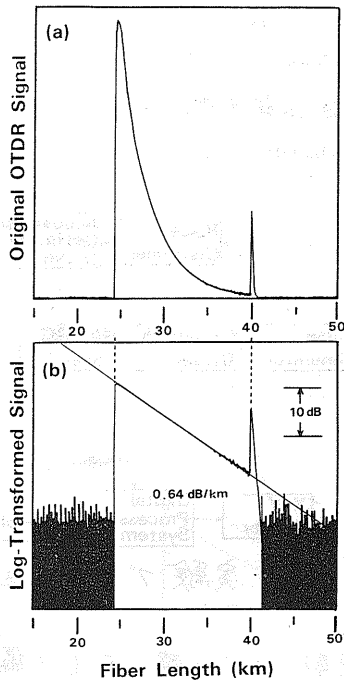 (a)
Original OTDR Signal
20
30
40
50
(b)
10 dB
0.64 dB/km
Log-Transformed Signal
20
30
40
50
Fiber Length (km)